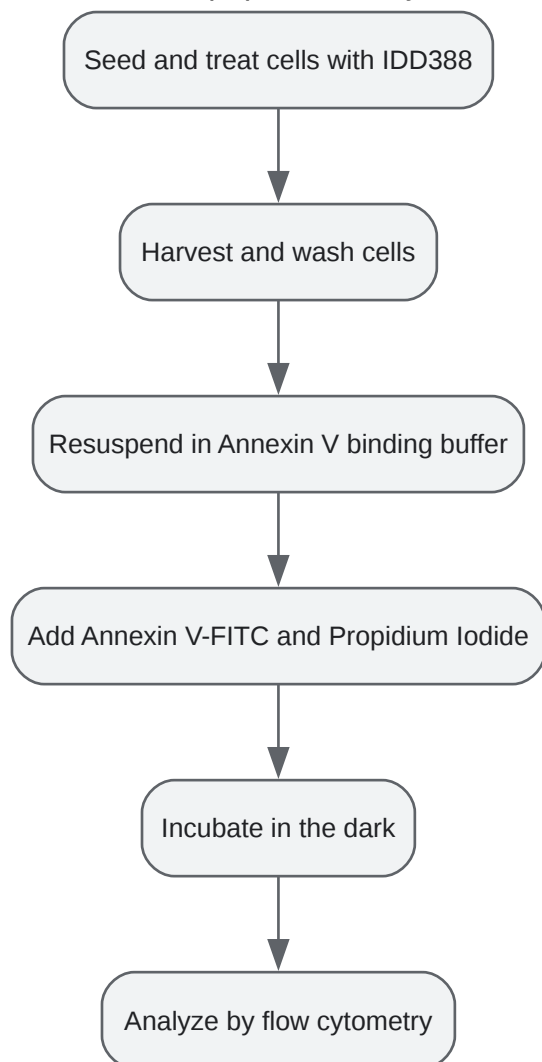 Seed and treat cells with IDD388
Harvest and wash cells
Resuspend in Annexin V binding buffer
Add Annexin V-FITC and Propidium Iodide
Incubate in the dark
Analyze by flow cytometry